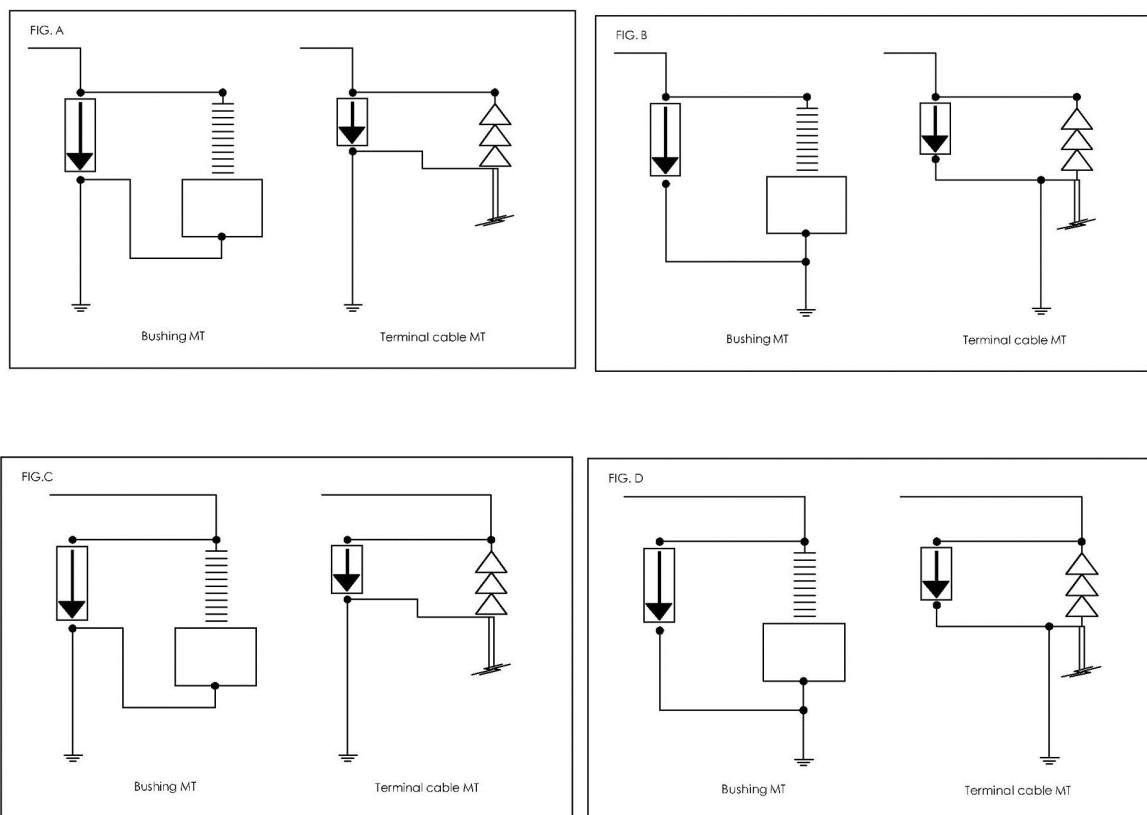 FIG. A
Bushing MT
Terminal cable MT
FIG. B
Bushing MT
Terminal cable MT
FIG.C
Bushing MT
Terminal cable MT
FIG. D
Bushing MT
Terminal cable MT